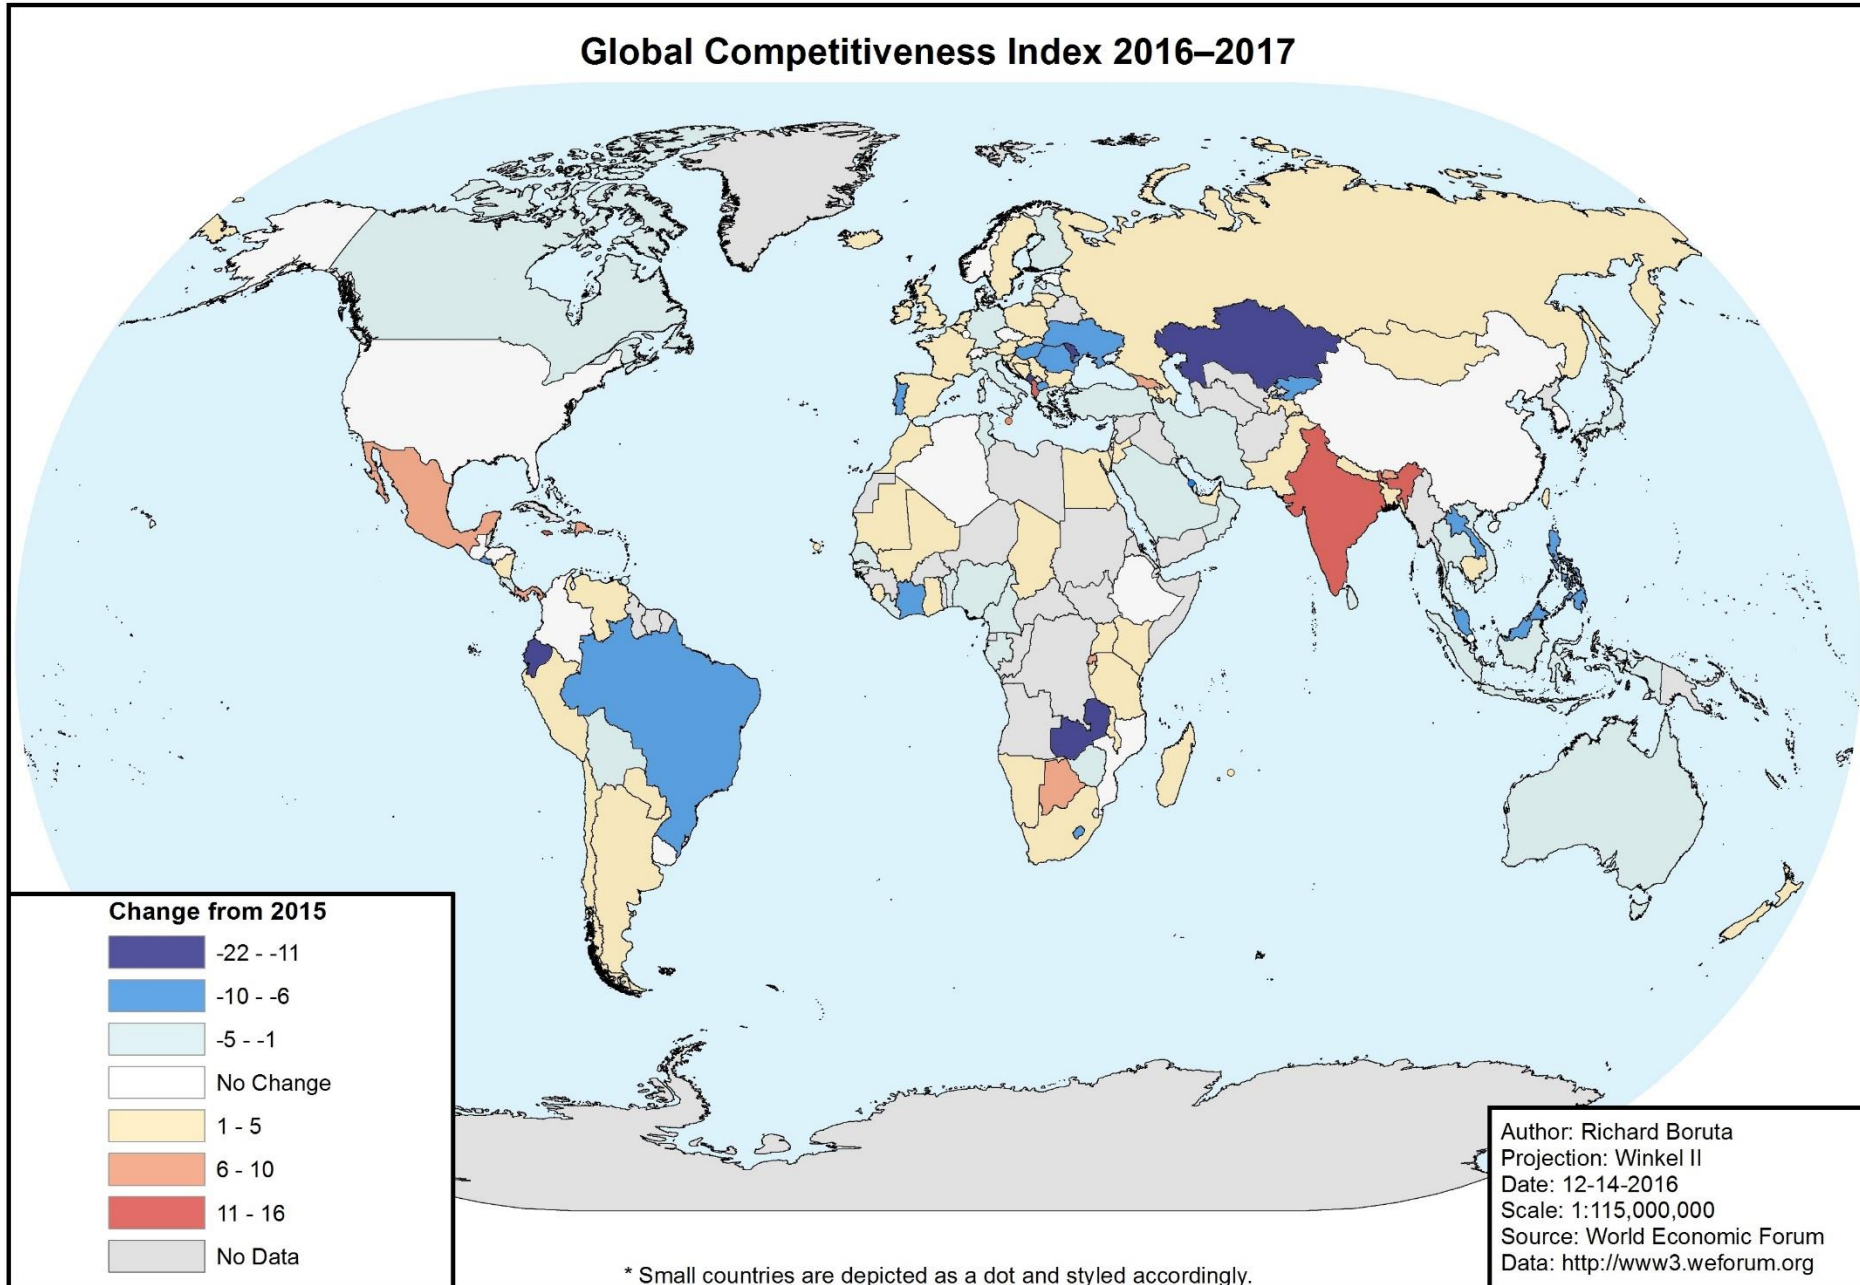 Global Competitiveness Index 2016–2017
Change from 2015
-22 - -11
-10 - -6
-5 - -1
No Change
1 - 5
6 - 10
11 - 16
No Data
* Small countries are depicted as a dot and styled accordingly.
Author: Richard Boruta
Projection: Winkel II
Date: 12-14-2016
Scale: 1:115,000,000
Source: World Economic Forum
Data: http://www3.weforum.org